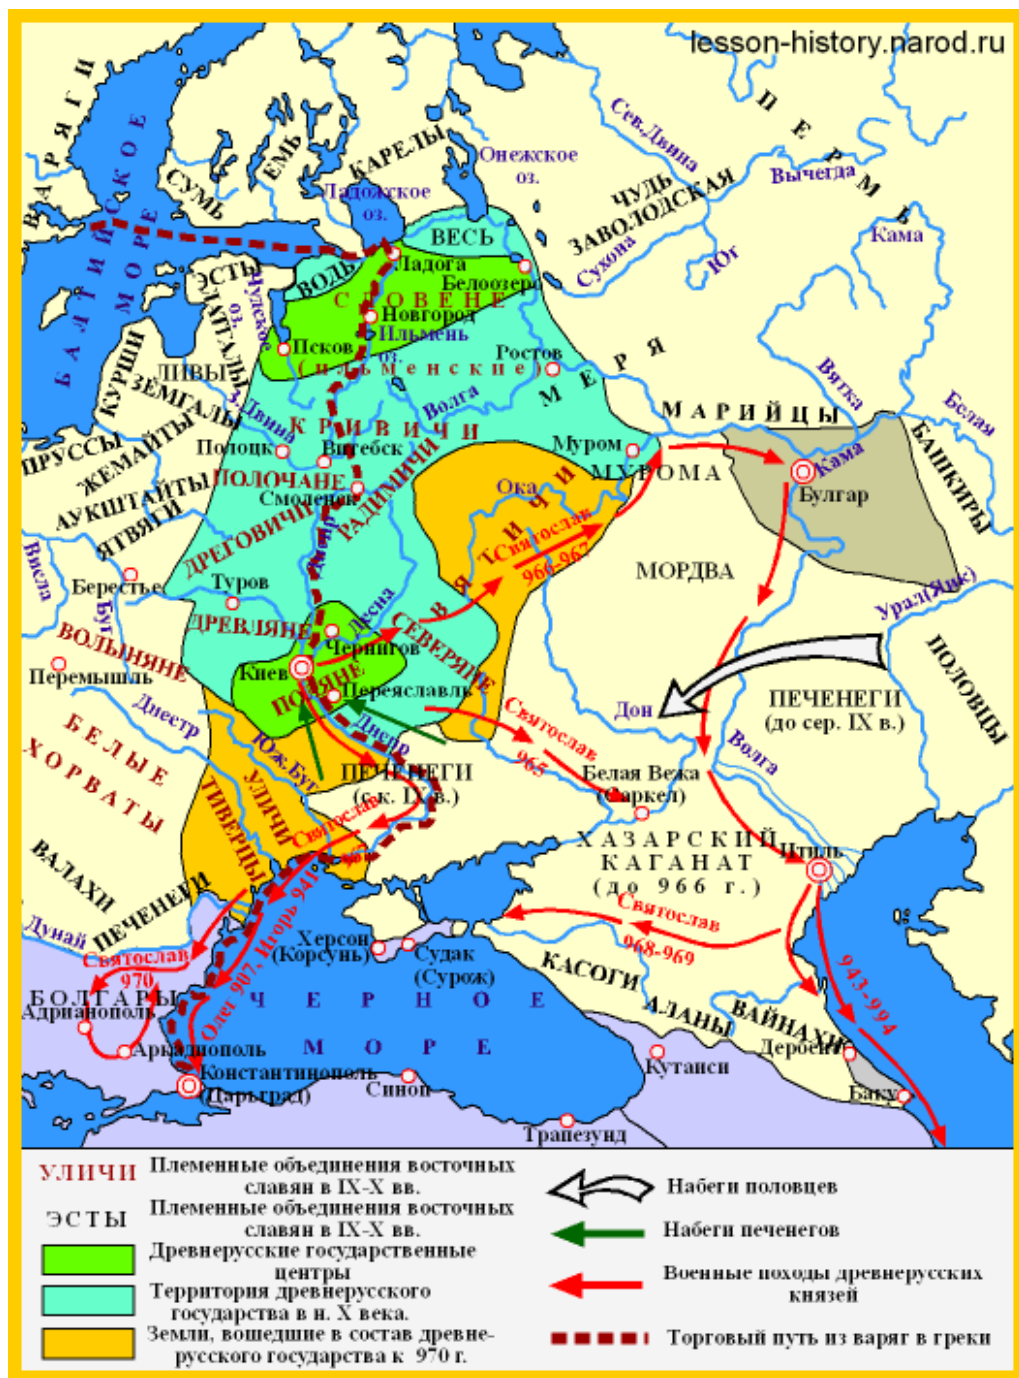 lesson-history.narod.ru
ВАРЯГИ
БАЛТИЙСКОЕ
МОРЕ
СУМЬ
ЕМЬ
КАРЕЛЫ
Ладожское
оз.
Онежское
оз.
Сев.Двина
ПЕРМЬ
Вычегда
ЧУДЬ
ЗАВОЛОДСКАЯ
Сухона
Юг
Кама
ВЕСЬ
ВОДЬ
Ладога
Белоозеро
ЭСТЫ
Чудское
оз.
СЛОВЕНЕ
Новгород
Ильмень
оз.
Псков
(ильменские)
Ростов
МЕРЯ
ЛАТГАЛЫ
ЛИВЫ
КУРШИ
ЗЕМГАЛЫ
З.Двина
Волга
Вятка
Белая
МАРИЙЦЫ
БАШКИРЫ
КРИВИЧИ
ПРУССЫ
ЖЕМАЙТЫ
Полоцк
Витебск
Муром
МУРОМА
Кама
Булгар
ПОЛОЧАНЕ
Смоленск
РАДИМИЧИ
АУКШТАЙТЫ
ЯТВЯГИ
ДРЕГОВИЧИ
Днепр
Ока
ВЯТИЧИ
Святослав
966-967
МОРДВА
Висла
Берестье
Буг
Туров
Десна
Урал(Яик)
ДРЕВЛЯНЕ
Чернигов
СЕВЕРЯНЕ
ВОЛЫНЯНЕ
Перемышль
Киев
ПОЛЯНЕ
Переяславль
ПОЛОВЦЫ
ПЕЧЕНЕГИ
(до сер. IX в.)
Дон
Днестр
БЕЛЫЕ
ХОРВАТЫ
Юж.Буг
Днепр
Святослав
965
Волга
ПЕЧЕНЕГИ
(с к. IX в.)
Белая Вежа
(Саркел)
УЛИЧИ
ТИВЕРЦЫ
Святослав
967
ХАЗАРСКИЙ
КАГАНАТ
(до 966 г.)
Итиль
ВАЛАХИ
ПЕЧЕНЕГИ
Дунай
Святослав
970
Олег 907, Игорь 941
Херсон
(Корсунь)
Судак
(Сурож)
Святослав
968-969
943-994
КАСОГИ
АЛАНЫ
ВАЙНАХИ
БОЛГАРЫ
Адрианополь
Аркадиополь
ЧЕРНОЕ
МОРЕ
Дербент
Кутаиси
Константинополь
(Царьград)
Синоп
Баку
Трапезунд
УЛИЧИ
Племенные объединения восточных
славян в IX-X вв.
ЭСТЫ
Племенные объединения восточных
славян в IX-X вв.
Древнерусские государственные
центры
Территория древнерусского
государства в н. X века.
Земли, вошедшие в состав древне-
русского государства к 970 г.
Набеги половцев
Набеги печенегов
Военные походы древнерусских
князей
Торговый путь из варяг в греки